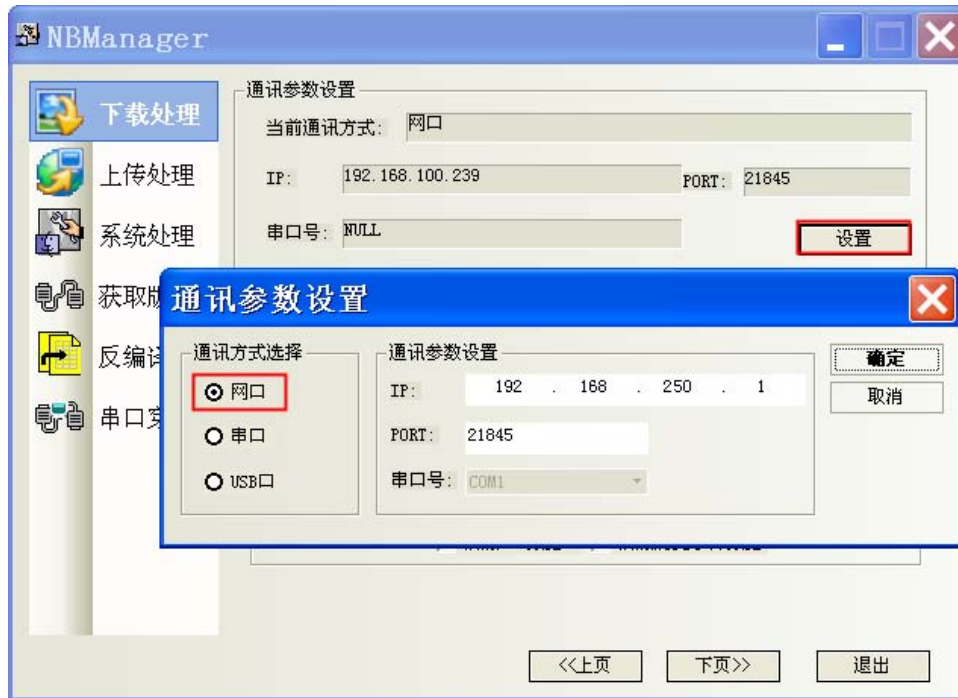 NBManager
下载处理
上传处理
系统处理
获取版
反编译
串口穿
通讯参数设置
当前通讯方式: 网口
IP: 192.168.100.239 PORT: 21845
串口号: NULL
设置
通讯参数设置
通讯方式选择
网口
串口
USB口
通讯参数设置
IP: 192 . 168 . 250 . 1
PORT: 21845
串口号: COM1
确定
取消
<<上页
下页>>
退出